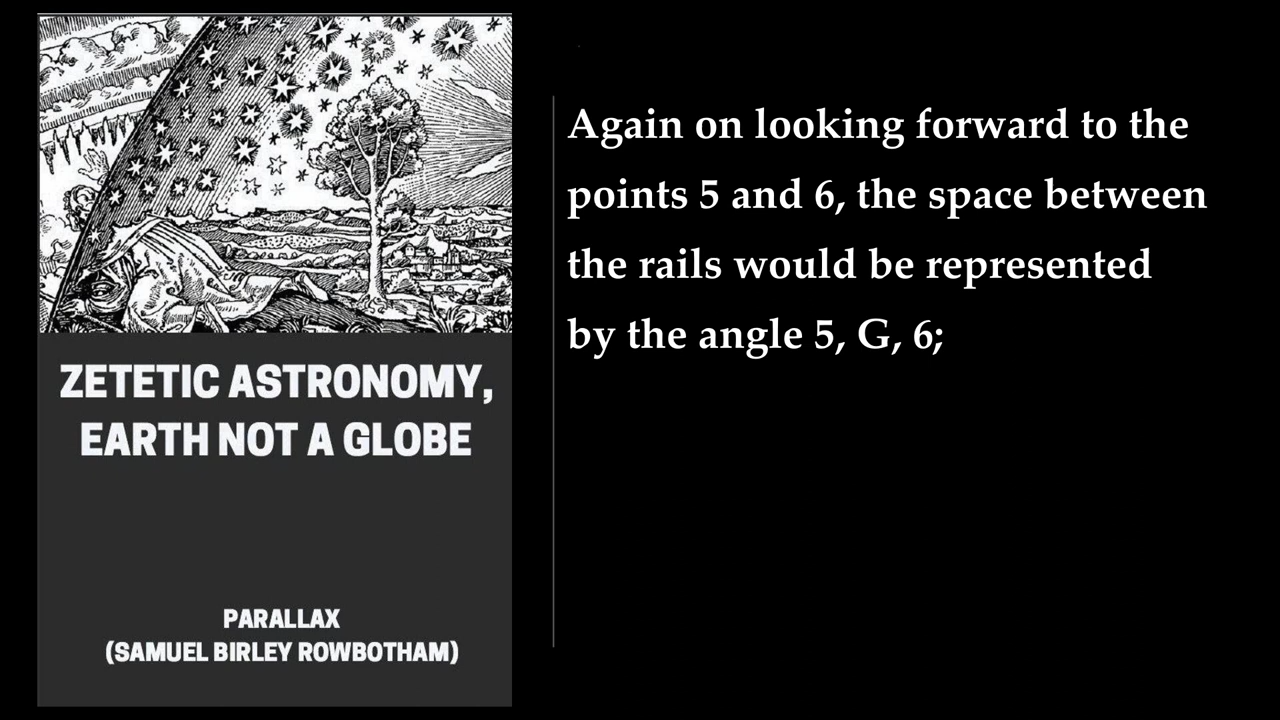 ZETETIC ASTRONOMY,
EARTH NOT A GLOBE
PARALLAX
(SAMUEL BIRLEY ROWBOTHAM)
Again on looking forward to the
points 5 and 6, the space between
the rails would be represented
by the angle 5, G, 6;